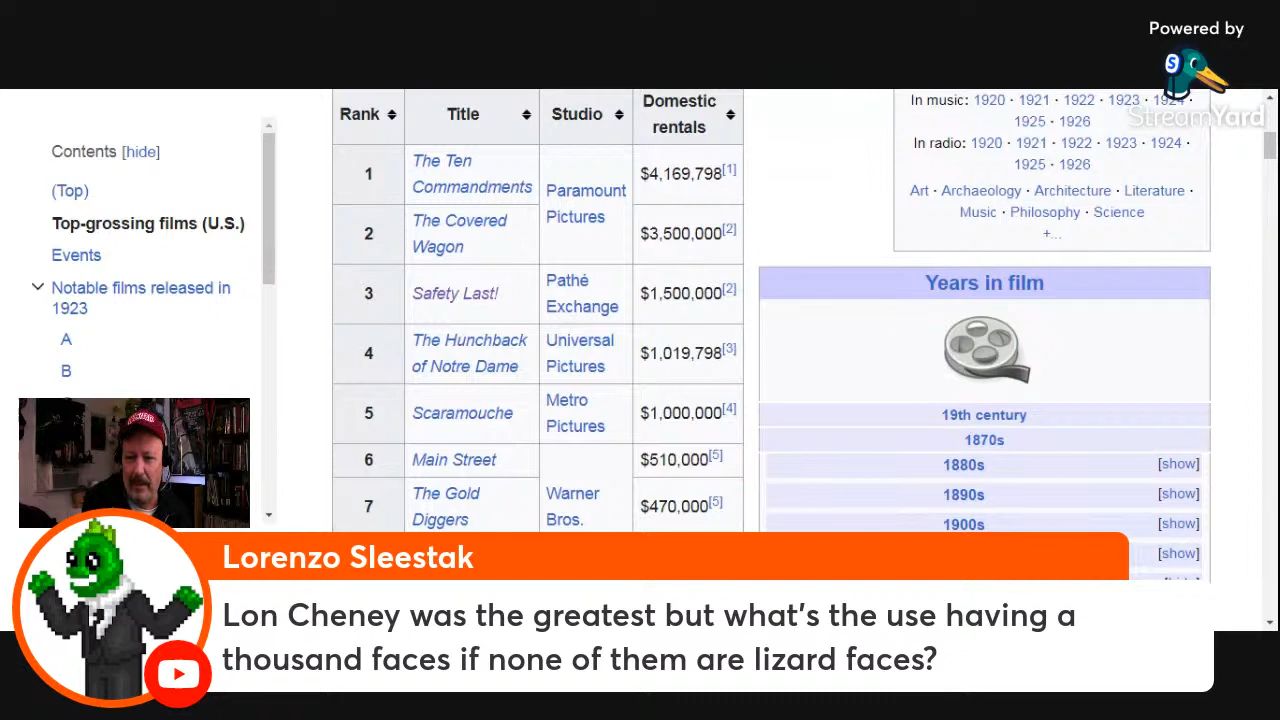 Powered by
StreamYard
Contents [hide]
(Top)
Top-grossing films (U.S.)
Events
Notable films released in
1923
A
B
Rank Title Studio Domestic
rentals
1 The Ten
Commandments Paramount
Pictures $4,169,798[1]
2 The Covered
Wagon $3,500,000[2]
3 Safety Last! Pathé
Exchange $1,500,000[2]
4 The Hunchback
of Notre Dame Universal
Pictures $1,019,798[3]
5 Scaramouche Metro
Pictures $1,000,000[4]
6 Main Street $510,000[5]
7 The Gold
Diggers Warner
Bros. $470,000[5]
In music: 1920 · 1921 · 1922 · 1923 · 1924 ·
1925 · 1926
In radio: 1920 · 1921 · 1922 · 1923 · 1924 ·
1925 · 1926
Art · Archaeology · Architecture · Literature ·
Music · Philosophy · Science
+...
Years in film
19th century
1870s
1880s [show]
1890s [show]
1900s [show]
[show]
Lorenzo Sleestak
Lon Cheney was the greatest but what's the use having a
thousand faces if none of them are lizard faces?